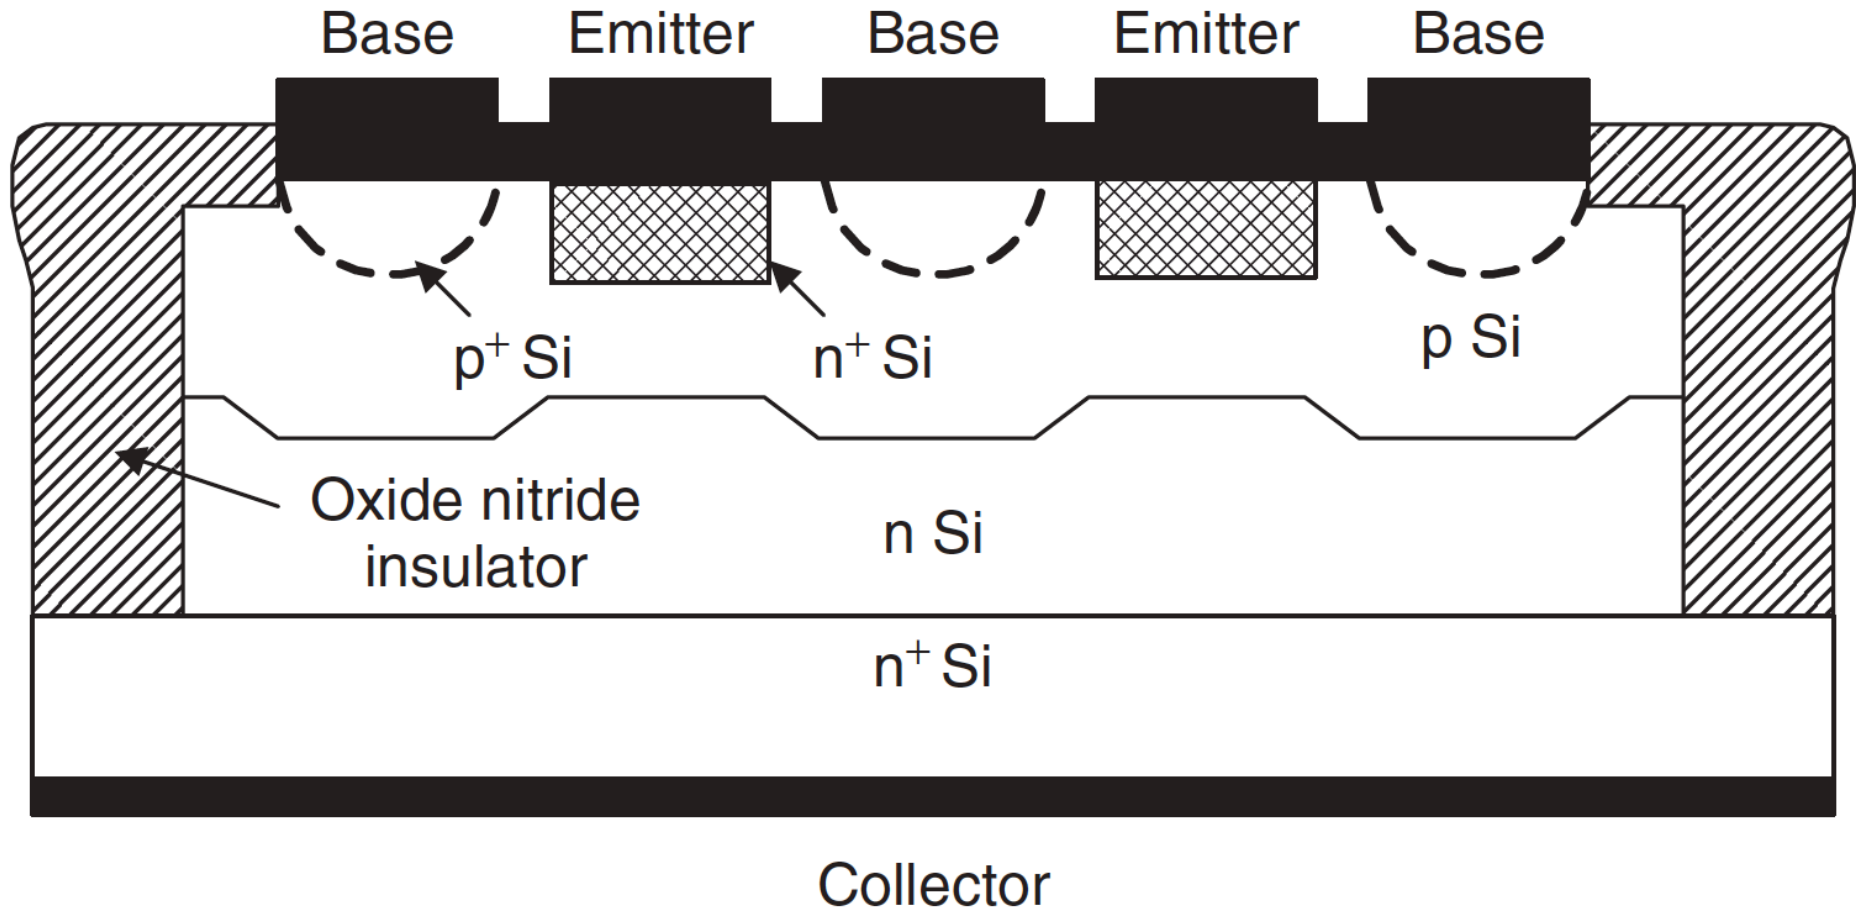 Base Emitter Base Emitter Base
p⁺ Si
n⁺ Si
p Si
Oxide nitride
insulator
n Si
n⁺ Si
Collector